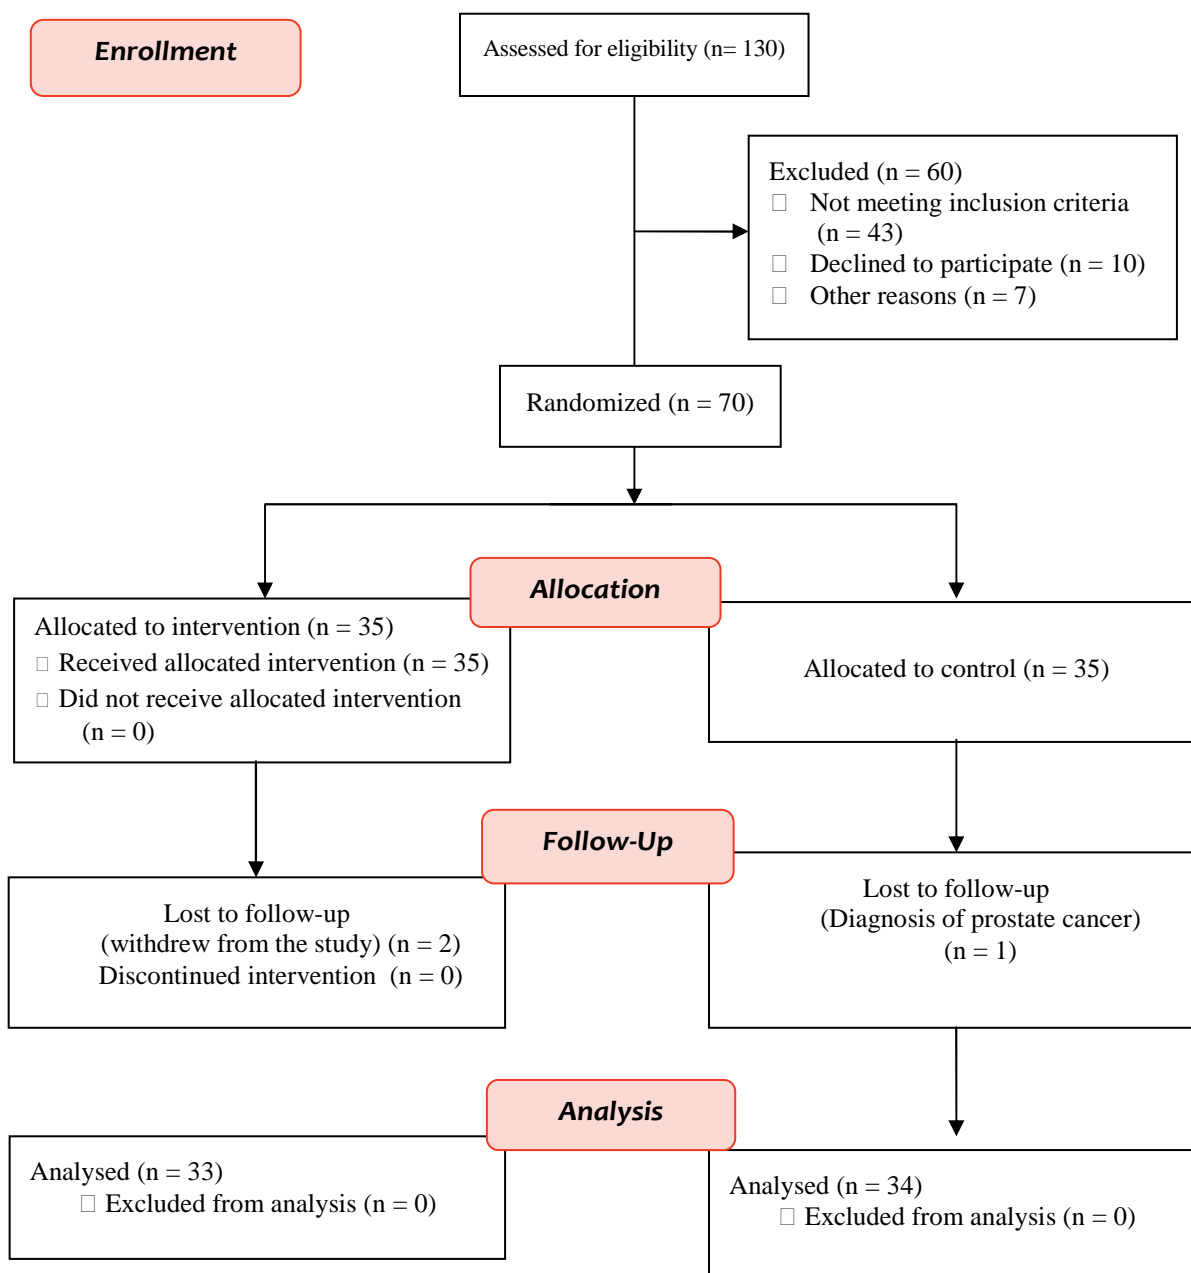 Enrollment
Assessed for eligibility (n= 130)
Excluded (n = 60)
□ Not meeting inclusion criteria
(n = 43)
□ Declined to participate (n = 10)
□ Other reasons (n = 7)
Randomized (n = 70)
Allocation
Allocated to intervention (n = 35)
□ Received allocated intervention (n = 35)
□ Did not receive allocated intervention
(n = 0)
Allocated to control (n = 35)
Follow-Up
Lost to follow-up
(withdrew from the study) (n = 2)
Discontinued intervention (n = 0)
Lost to follow-up
(Diagnosis of prostate cancer)
(n = 1)
Analysis
Analysed (n = 33)
□ Excluded from analysis (n = 0)
Analysed (n = 34)
□ Excluded from analysis (n = 0)